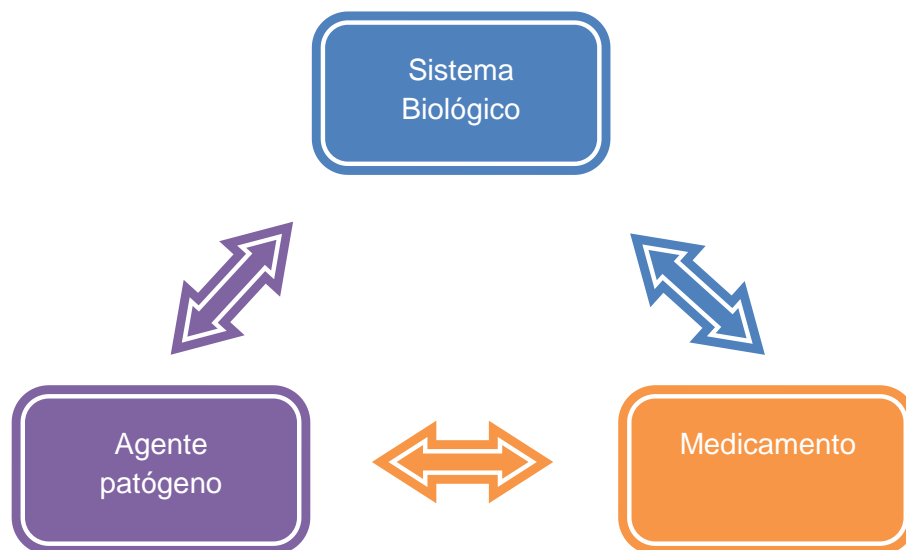 Sistema
Biológico
Agente
patógeno
Medicamento